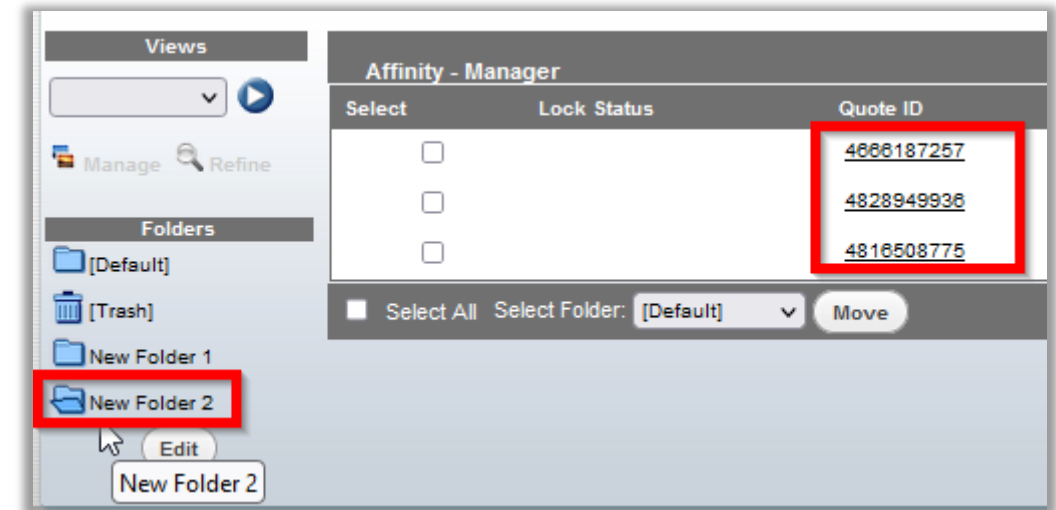 Views
Manage Refine
Folders
[Default]
[Trash]
New Folder 1
New Folder 2
Edit
New Folder 2
Affinity - Manager
Select Lock Status Quote ID
4666187257
4828949936
4816508775
Select All Select Folder: [Default] Move